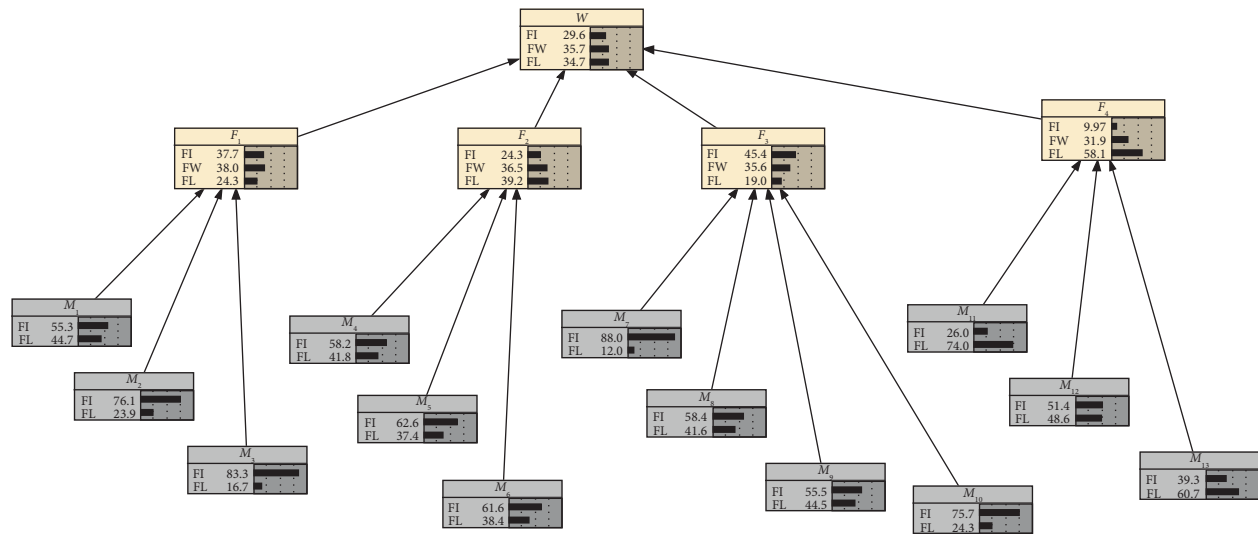 W
FI 29.6
FW 35.7
FL 34.7
F1
FI 37.7
FW 38.0
FL 24.3
F2
FI 24.3
FW 36.5
FL 39.2
F3
FI 45.4
FW 35.6
FL 19.0
F4
FI 9.97
FW 31.9
FL 58.1
M1
FI 55.3
FL 44.7
M2
FI 76.1
FL 23.9
M3
FI 83.3
FL 16.7
M4
FI 58.2
FL 41.8
M5
FI 62.6
FL 37.4
M6
FI 61.6
FL 38.4
M7
FI 88.0
FL 12.0
M8
FI 58.4
FL 41.6
M9
FI 55.5
FL 44.5
M10
FI 75.7
FL 24.3
M11
FI 26.0
FL 74.0
M12
FI 51.4
FL 48.6
M13
FI 39.3
FL 60.7